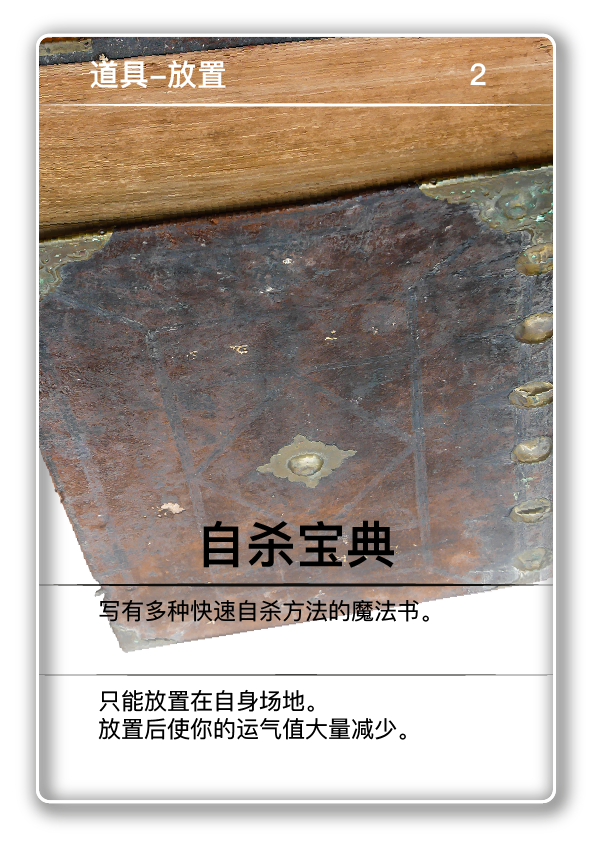 道具-放置 2
自杀宝典
写有多种快速自杀方法的魔法书。
只能放置在自身场地。
放置后使你的运气值大量减少。